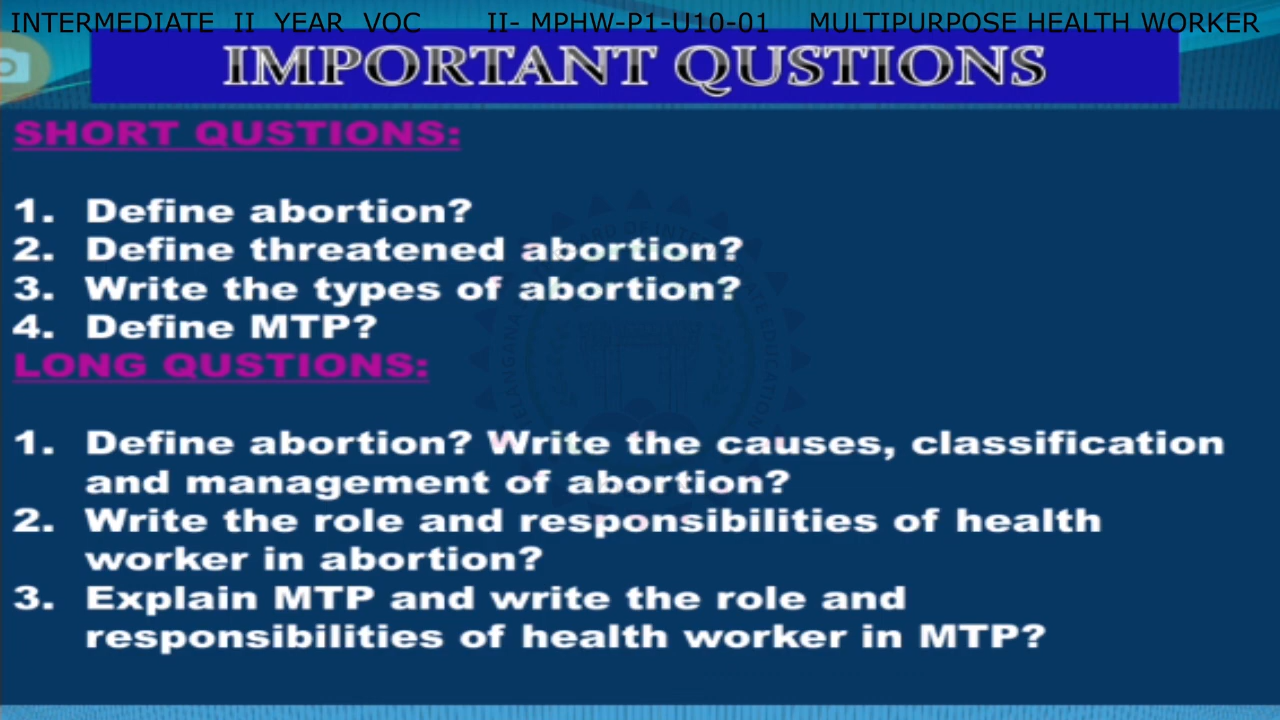 INTERMEDIATE II YEAR VOC II- MPHW-P1-U10-01 MULTIPURPOSE HEALTH WORKER
IMPORTANT QUSTIONS
SHORT QUSTIONS:
1. Define abortion?
2. Define threatened abortion?
3. Write the types of abortion?
4. Define MTP?
LONG QUSTIONS:
1. Define abortion? Write the causes, classification
and management of abortion?
2. Write the role and responsibilities of health
worker in abortion?
3. Explain MTP and write the role and
responsibilities of health worker in MTP?